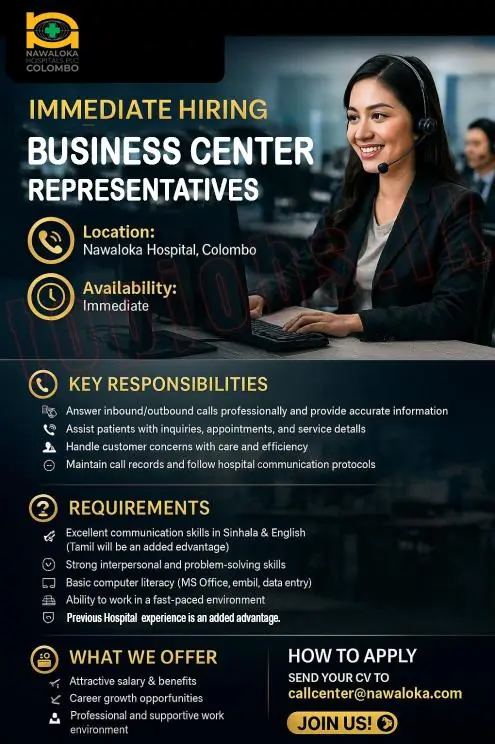 NAWALOKA
HOSPITALS PLC
COLOMBO
IMMEDIATE HIRING
BUSINESS CENTER
REPRESENTATIVES
Location:
Nawaloka Hospital, Colombo
Availability:
Immediate
KEY RESPONSIBILITIES
Answer inbound/outbound calls professionally and provide accurate information
Assist patients with inquiries, appointments, and service detalls
Handle customer concerns with care and efficiency
Maintain call records and follow hospital communication protocols
REQUIREMENTS
Excellent communication skills in Sinhala & English
(Tamil will be an added edvantage)
Strong interpersonal and problem-solving skills
Basic computer literacy (MS Office, embil, data entry)
Ability to work in a fast-paced environment
Previous Hospital experience is an added advantage.
WHAT WE OFFER
Attractive salary & benefits
Career growth opportunities
Professional and supportive work
environment
HOW TO APPLY
SEND YOUR CV TO
callcenter@nawaloka.com
JOIN US!